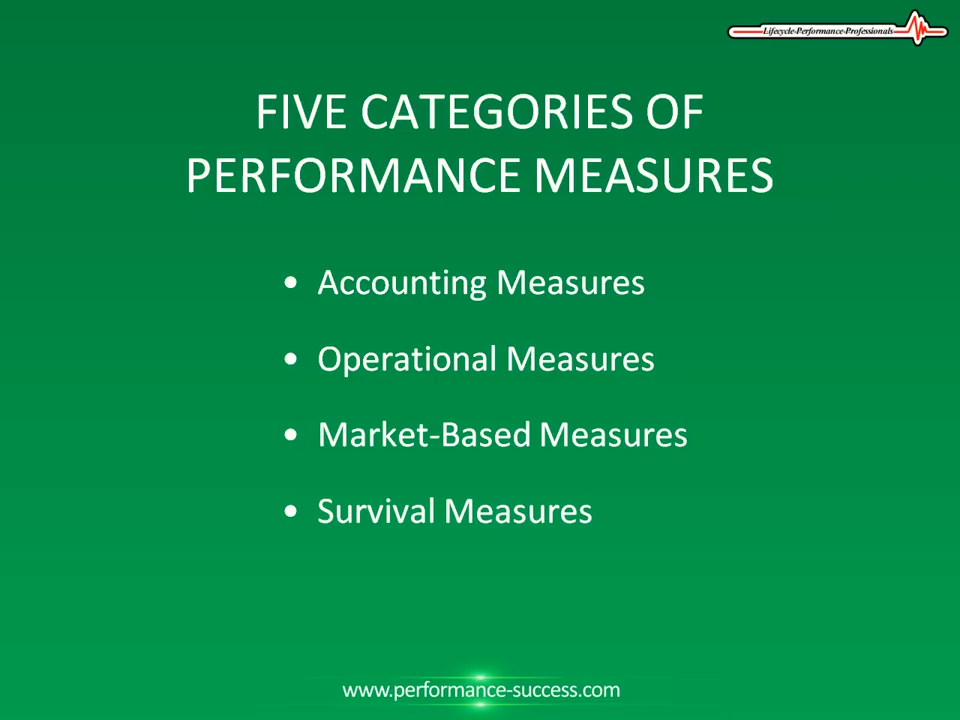 Lifecycle-Performance-Professionals
FIVE CATEGORIES OF
PERFORMANCE MEASURES
• Accounting Measures
• Operational Measures
• Market-Based Measures
• Survival Measures
www.performance-success.com